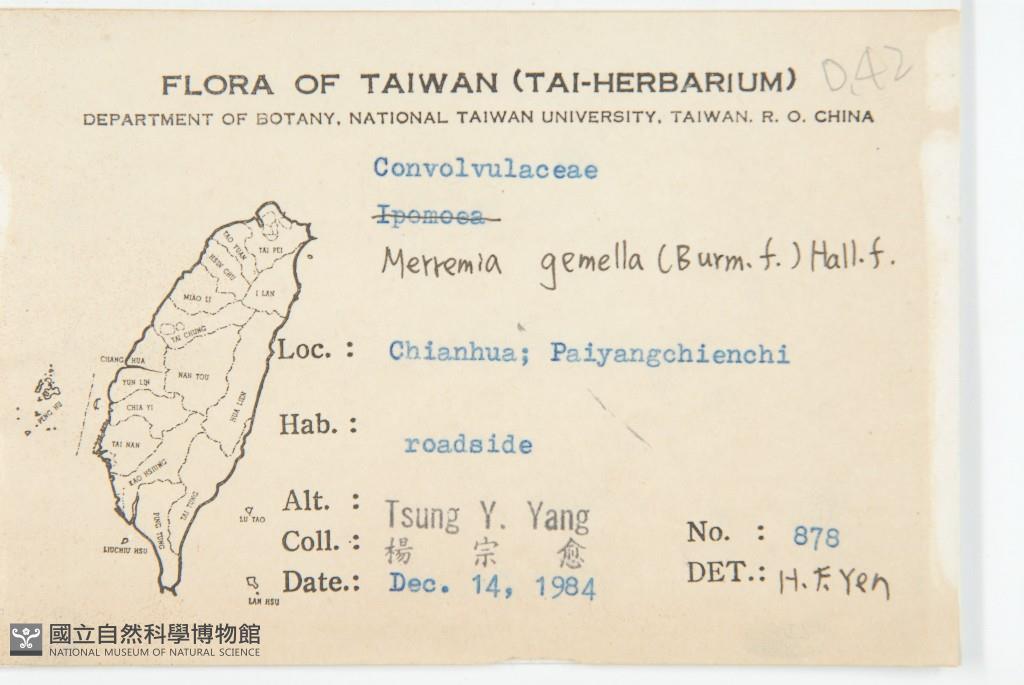 0.42
FLORA OF TAIWAN (TAI-HERBARIUM)
DEPARTMENT OF BOTANY, NATIONAL TAIWAN UNIVERSITY, TAIWAN. R. O. CHINA
Convolvulaceae
Ipomoea
Merremia gemella (Burm. f.) Hall. f.
TAI PEI
TAO YUAN
HSIN CHU
I LAN
MIAO LI
TAI CHUNG
CHANG HUA
NAN TOU
YUN LIN
HUA LIEN
CHIA YI
PENG HU
TAI NAN
KAO HSIUNG
TAI TUNG
PING TUNG
LU TAO
LIUCHIU HSU
LAN HSU
Loc. : Chianhua; Paiyangchienchi
Hab. : roadside
Alt. :
Coll. : Tsung Y. Yang
楊 宗 愈
No. : 878
Date.: Dec. 14, 1984
DET.: H. F. Yen
國立自然科學博物館
NATIONAL MUSEUM OF NATURAL SCIENCE